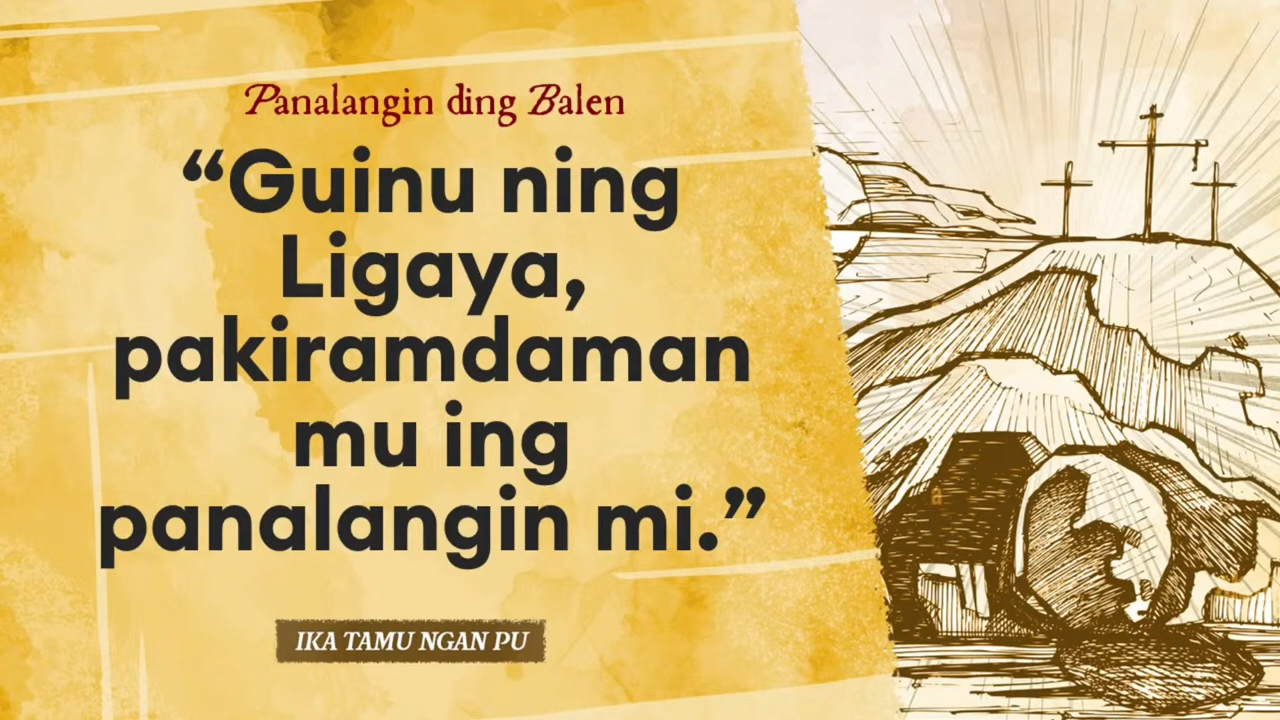 Panalangin ding Balen
“Guinu ning
Ligaya,
pakiramdaman
mu ing
panalangin mi.”
IKA TAMU NGAN PU